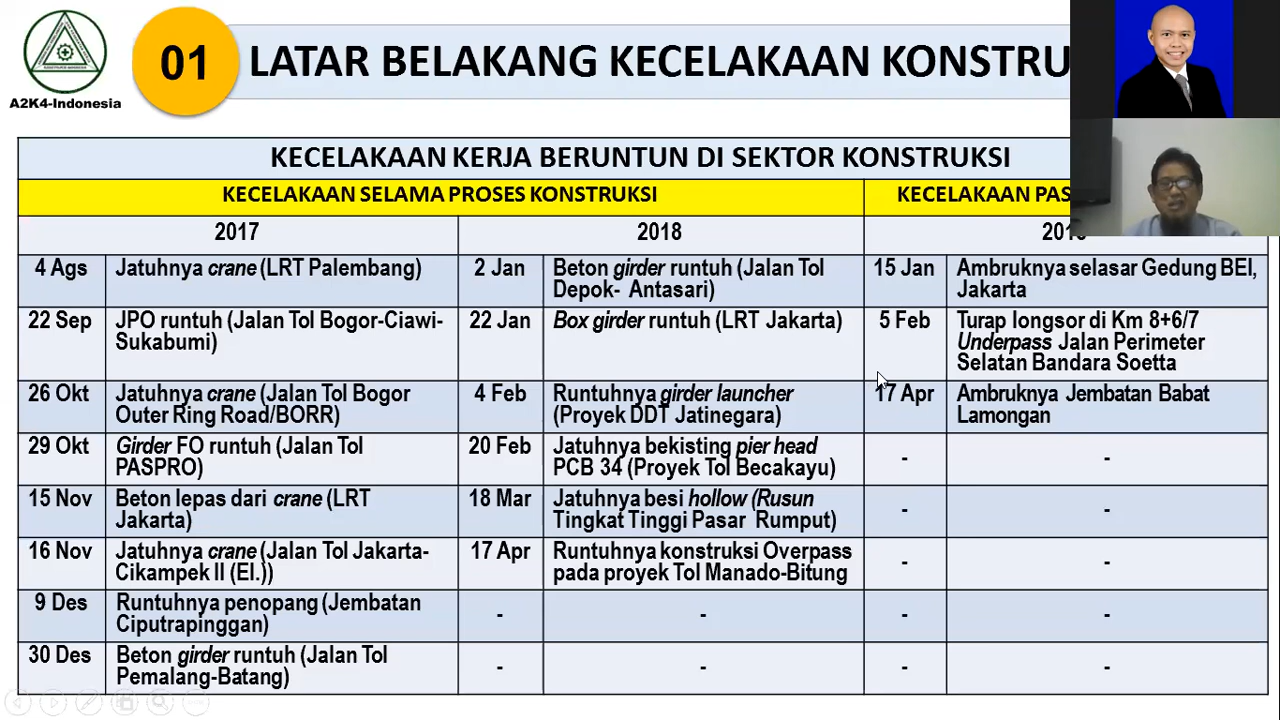 A2K4-Indonesia
01
LATAR BELAKANG KECELAKAAN KONSTRU
KECELAKAAN KERJA BERUNTUN DI SEKTOR KONSTRUKSI
KECELAKAAN SELAMA PROSES KONSTRUKSI
KECELAKAAN PAS
2017
2018
201
4 Ags
Jatuhnya crane (LRT Palembang)
2 Jan
Beton girder runtuh (Jalan Tol
Depok- Antasari)
15 Jan
Ambruknya selasar Gedung BEI,
Jakarta
22 Sep
JPO runtuh (Jalan Tol Bogor-Ciawi-
Sukabumi)
22 Jan
Box girder runtuh (LRT Jakarta)
5 Feb
Turap longsor di Km 8+6/7
Underpass Jalan Perimeter
Selatan Bandara Soetta
26 Okt
Jatuhnya crane (Jalan Tol Bogor
Outer Ring Road/BORR)
4 Feb
Runtuhnya girder launcher
(Proyek DDT Jatinegara)
17 Apr
Ambruknya Jembatan Babat
Lamongan
29 Okt
Girder FO runtuh (Jalan Tol
PASPRO)
20 Feb
Jatuhnya bekisting pier head
PCB 34 (Proyek Tol Becakayu)
-
-
15 Nov
Beton lepas dari crane (LRT
Jakarta)
18 Mar
Jatuhnya besi hollow (Rusun
Tingkat Tinggi Pasar Rumput)
-
-
16 Nov
Jatuhnya crane (Jalan Tol Jakarta-
Cikampek II (El.))
17 Apr
Runtuhnya konstruksi Overpass
pada proyek Tol Manado-Bitung
-
-
9 Des
Runtuhnya penopang (Jembatan
Ciputrapinggan)
-
-
-
-
30 Des
Beton girder runtuh (Jalan Tol
Pemalang-Batang)
-
-
-
-